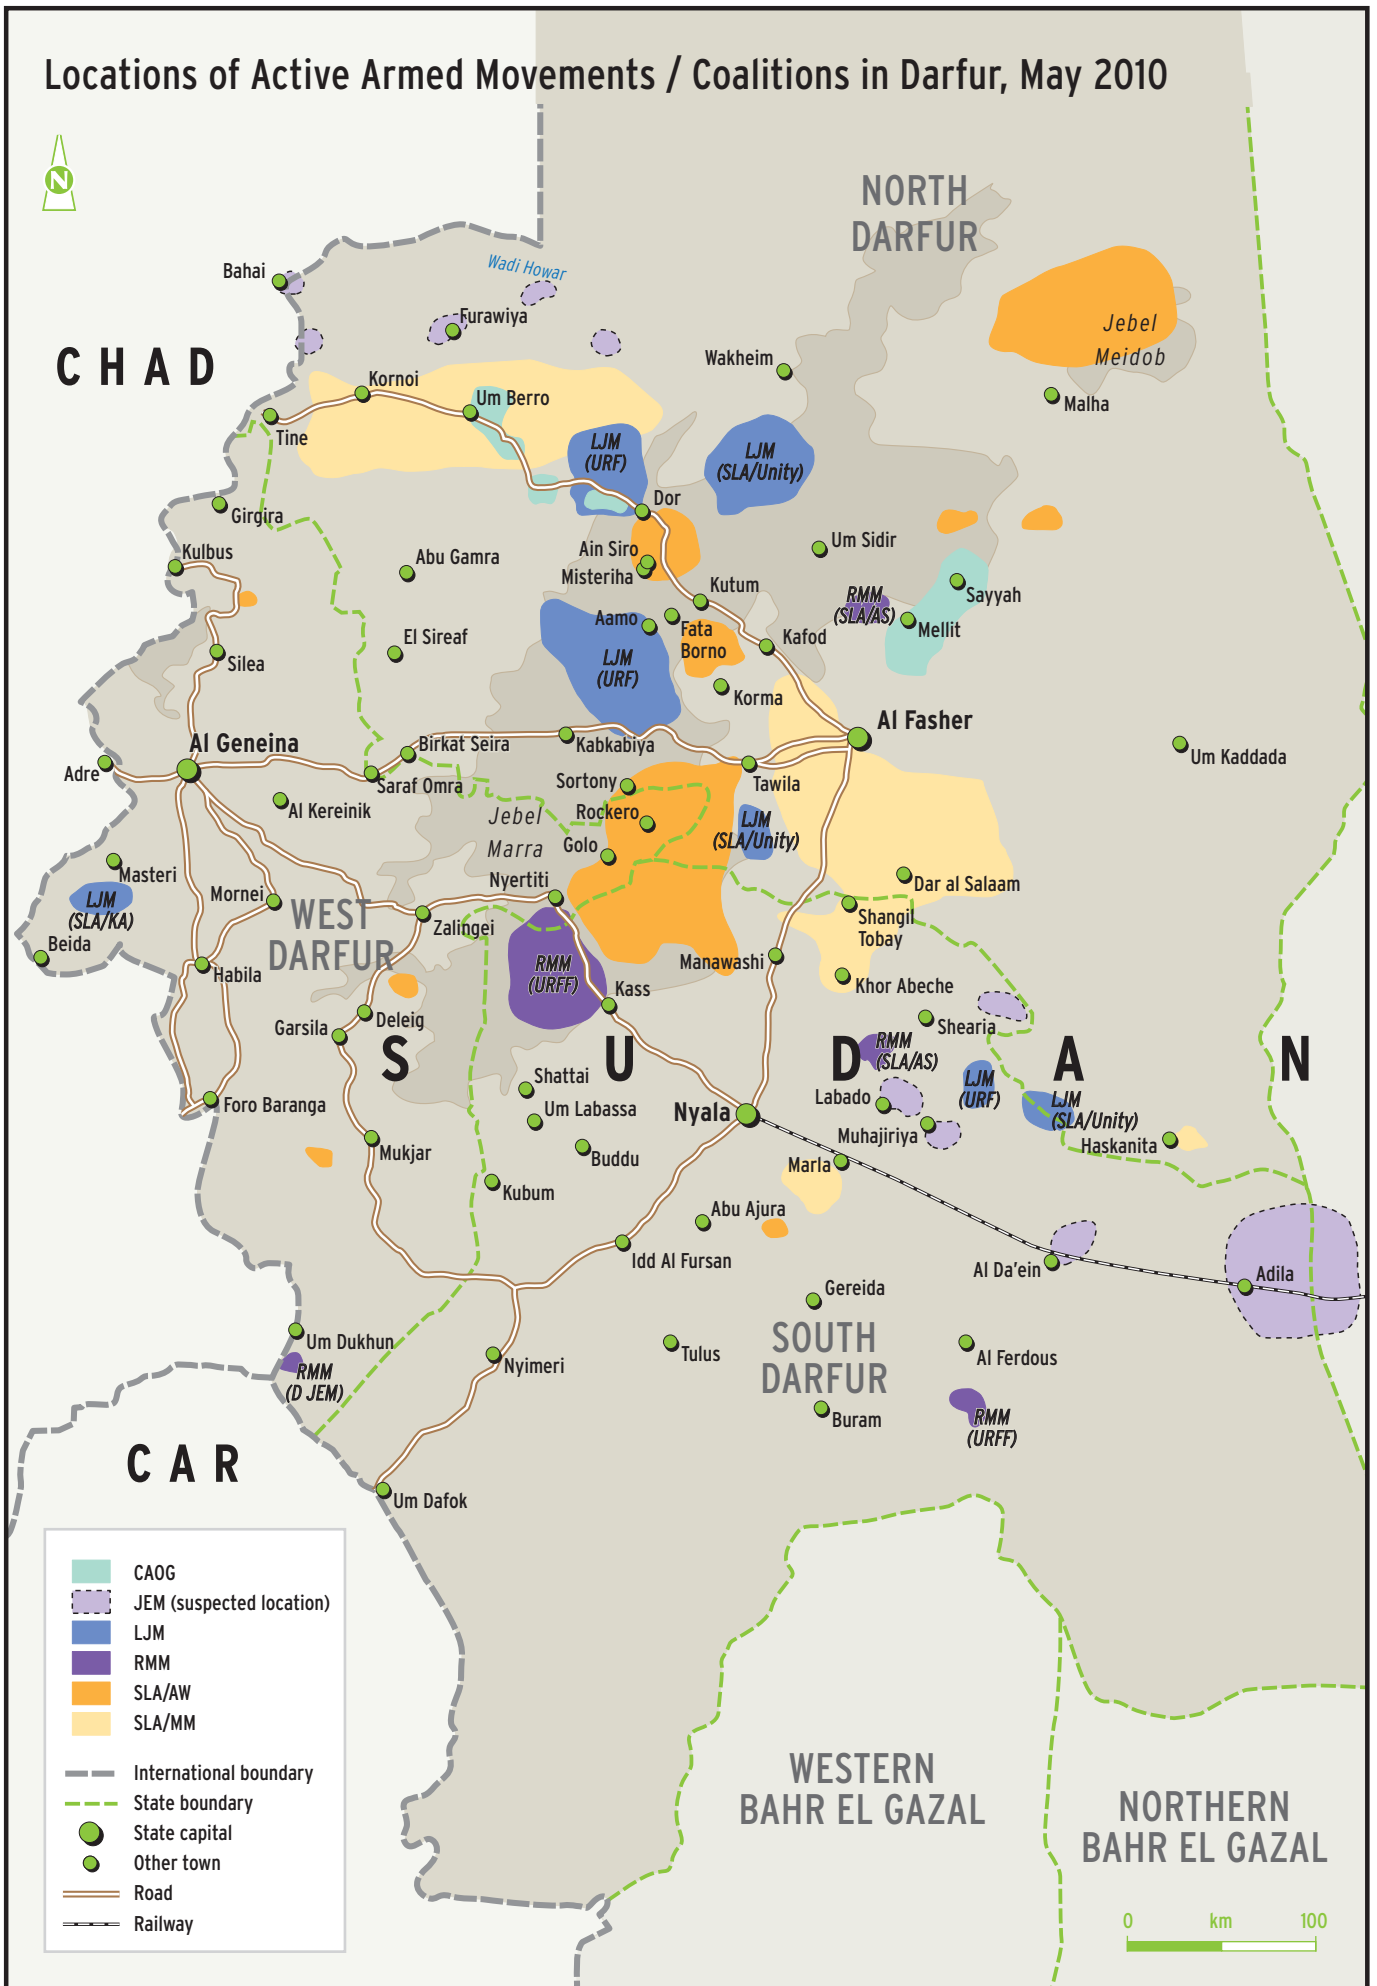 Locations of Active Armed Movements / Coalitions in Darfur, May 2010
N
NORTH
DARFUR
Wadi Howar
Bahai
Furawiya
Jebel
Meidob
CHAD
Wakheim
Kornoi
Um Berro
Malha
Tine
LJM
(URF)
LJM
(SLA/Unity)
Dor
Girgira
Kulbus
Abu Gamra
Ain Siro
Misteriha
Um Sidir
Kutum
RMM
(SLA/AS)
Sayyah
Mellit
Aamo
Fata
Borno
Kafod
El Sireaf
Silea
LJM
(URF)
Korma
Al Fasher
Al Geneina
Birkat Seira
Kabkabiya
Um Kaddada
Adre
Saraf Omra
Sortony
Tawila
Al Kereinik
Jebel
Marra
Rockero
Golo
LJM
(SLA/Unity)
Masteri
Nyertiti
Dar al Salaam
LJM
(SLA/KA)
Mornei
WEST
DARFUR
Zalingei
Shangil
Tobay
Beida
Habila
RMM
(URFF)
Manawashi
Khor Abeche
Kass
Deleig
Garsila
Shearia
SUDAN
RMM
(SLA/AS)
Shattai
LJM
(URF)
Labado
LJM
(SLA/Unity)
Foro Baranga
Um Labassa
Nyala
Muhajiriya
Haskanita
Mukjar
Buddu
Marla
Kubum
Abu Ajura
Idd Al Fursan
Al Da'ein
Adila
Gereida
Um Dukhun
SOUTH
DARFUR
Tulus
Al Ferdous
Nyimeri
RMM
(D JEM)
Buram
RMM
(URFF)
CAR
Um Dafok
CAOG
JEM (suspected location)
LJM
RMM
SLA/AW
SLA/MM
International boundary
State boundary
State capital
Other town
Road
Railway
WESTERN
BAHR EL GAZAL
NORTHERN
BAHR EL GAZAL
0 km 100